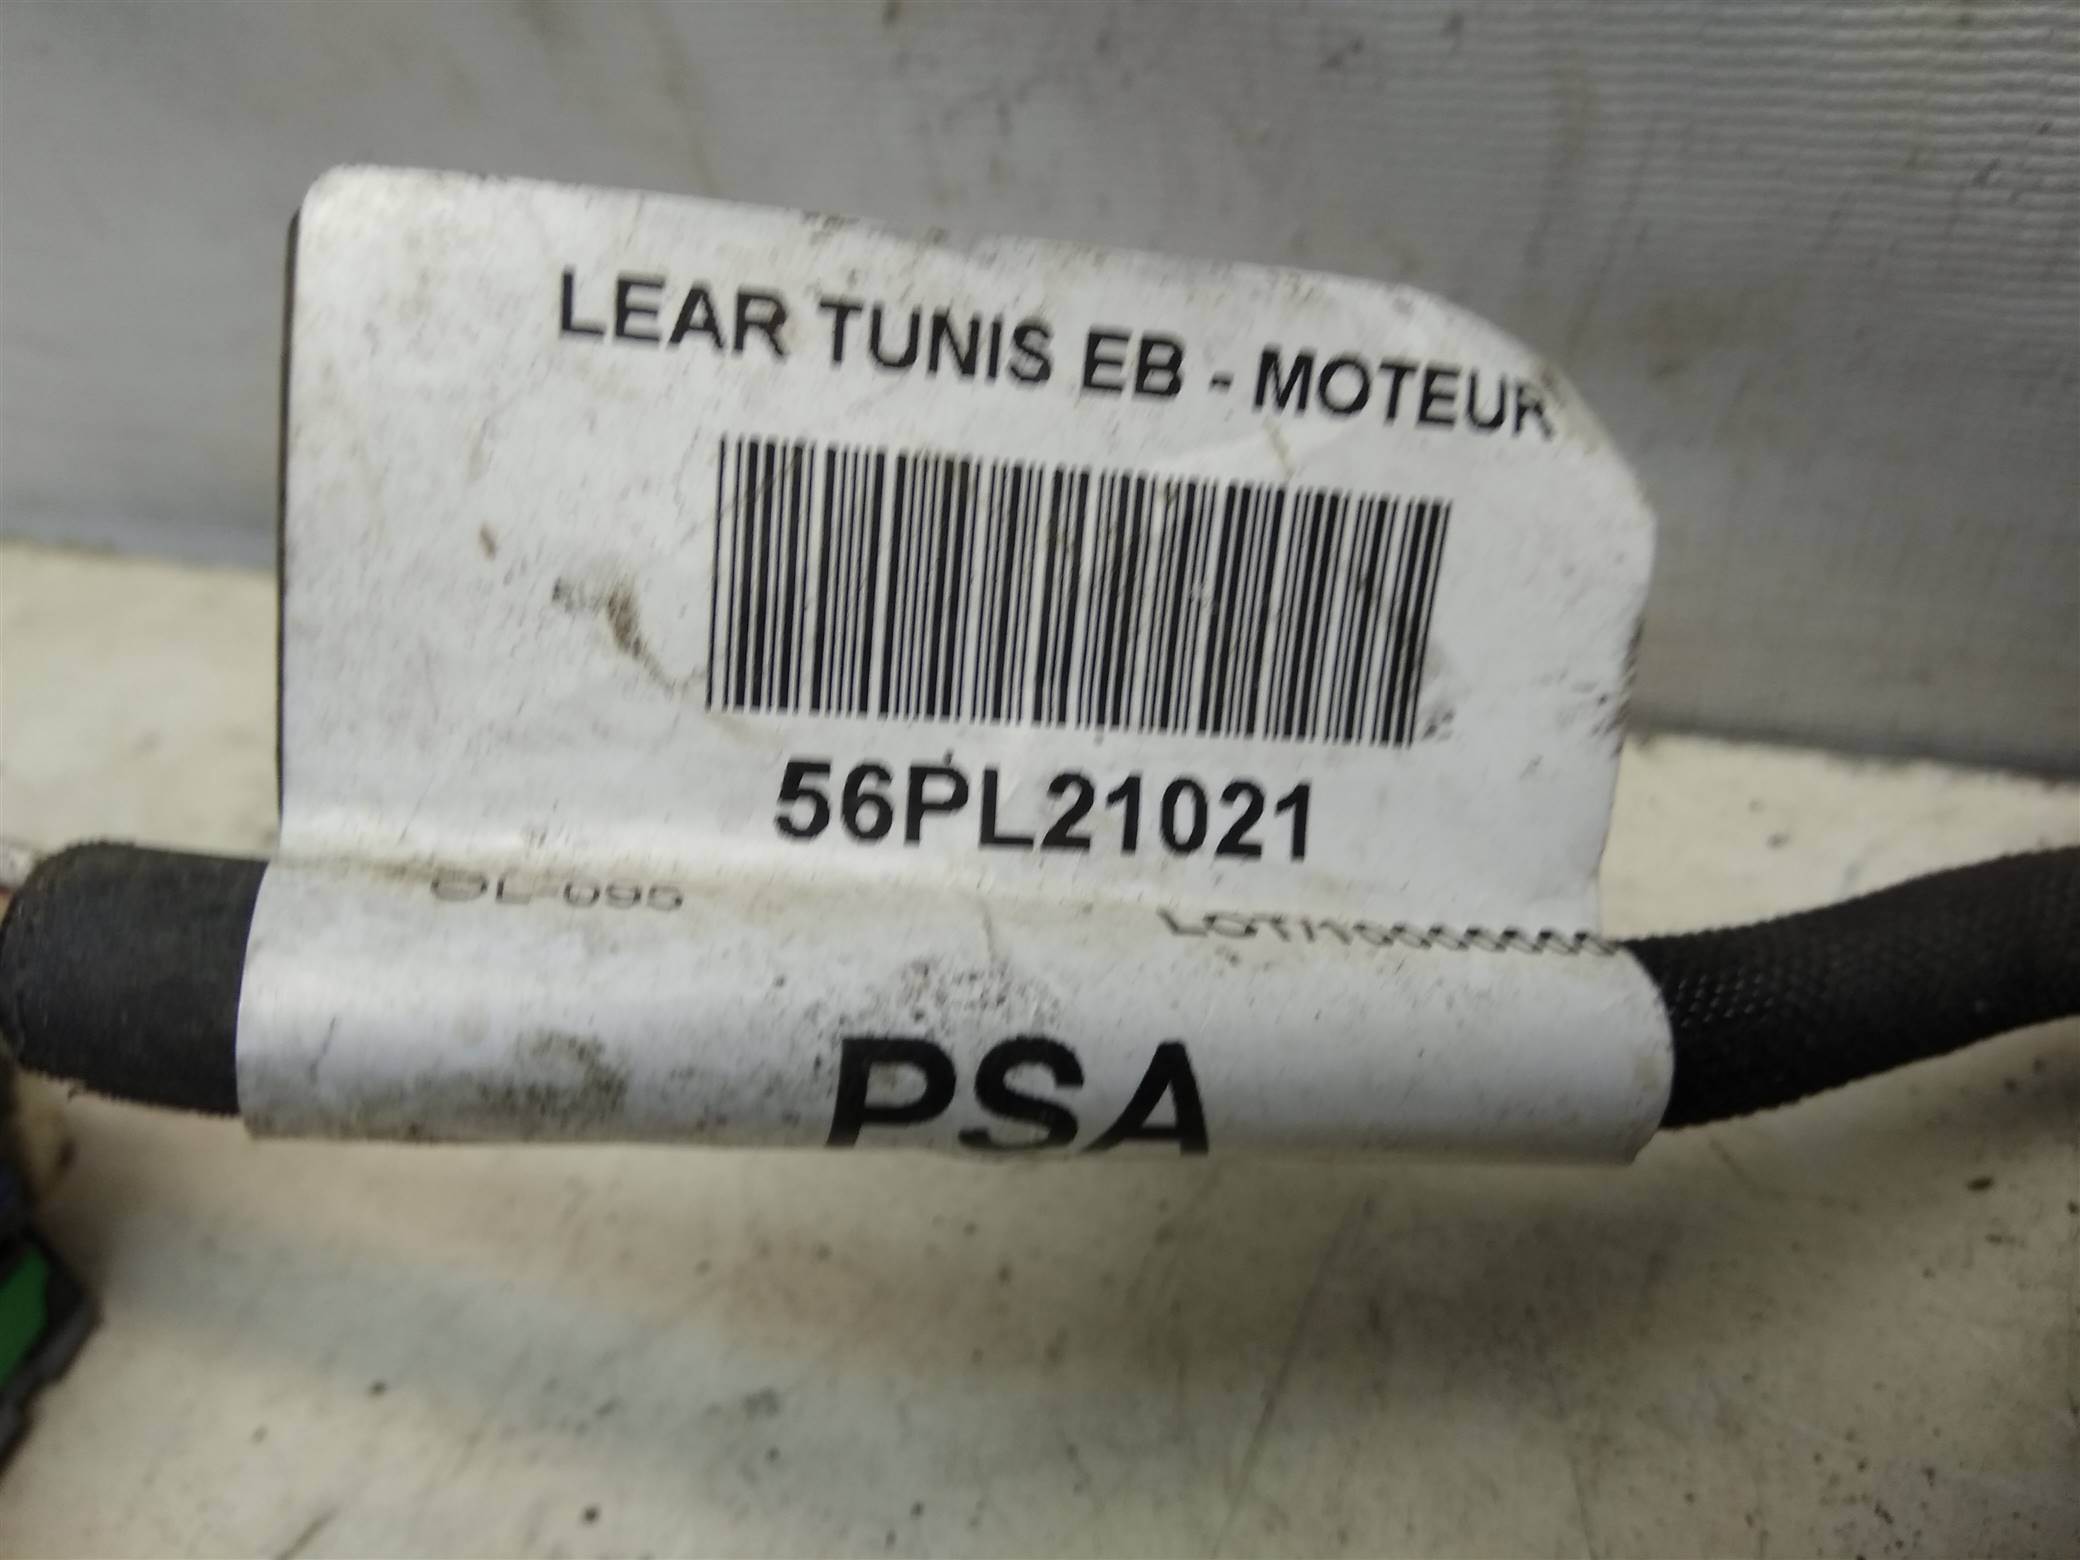 LEAR TUNIS EB - MOTEUR
56PL21021
PSA